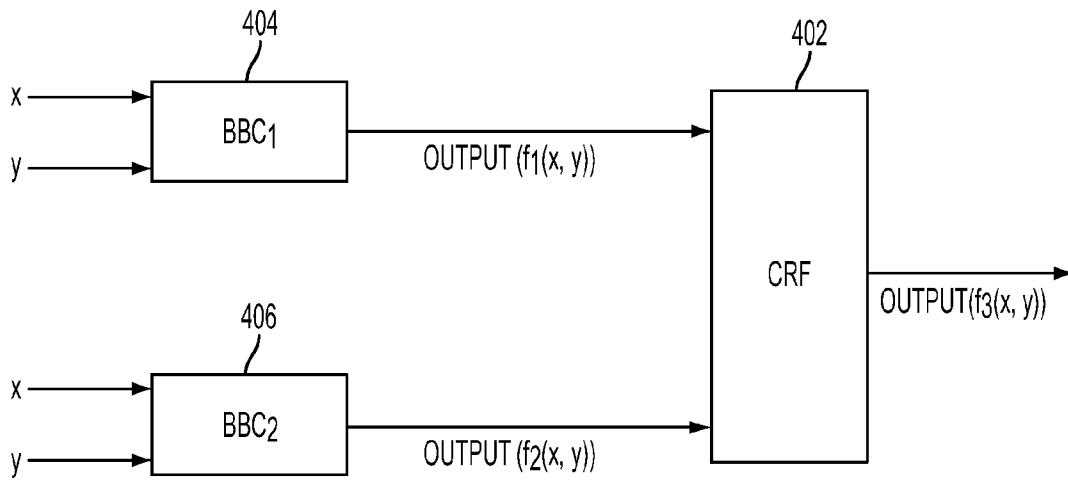 404
402
x
y
BBC₁
OUTPUT (f₁(x, y))
CRF
OUTPUT(f₃(x, y))
406
x
y
BBC₂
OUTPUT (f₂(x, y))